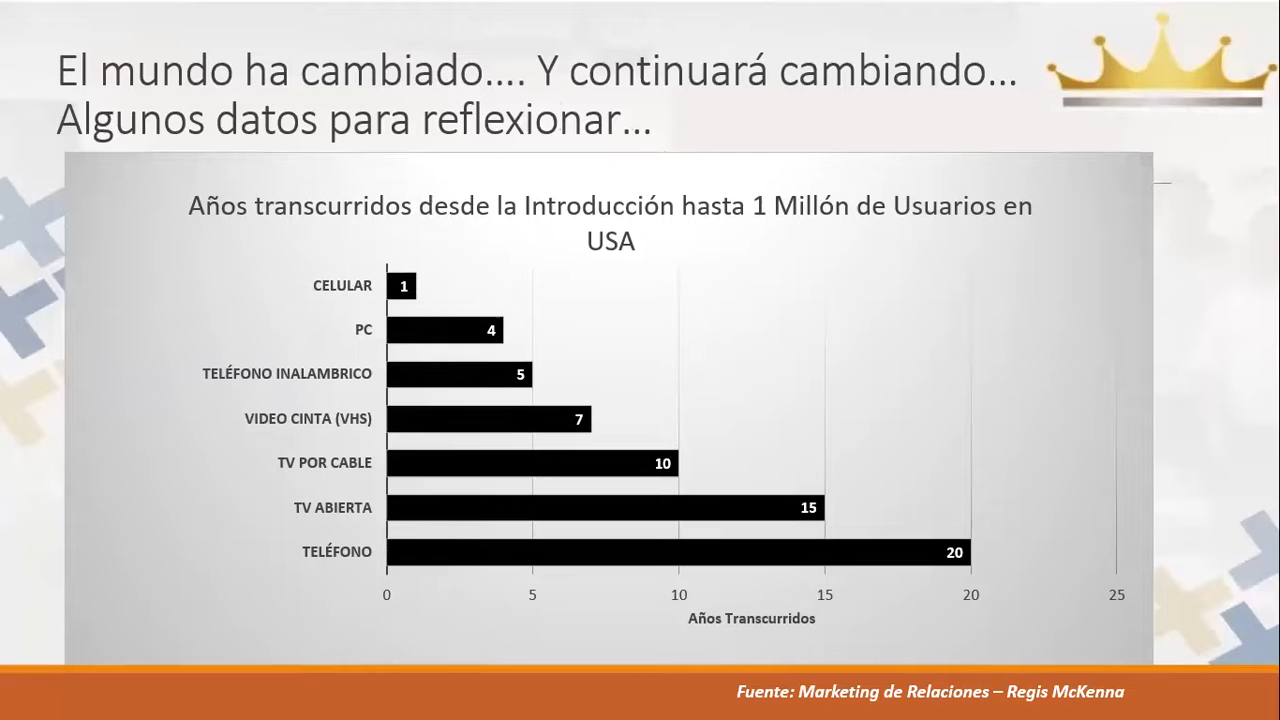 El mundo ha cambiado.... Y continuará cambiando...
Algunos datos para reflexionar...
Años transcurridos desde la Introducción hasta 1 Millón de Usuarios en
USA
CELULAR 1
PC 4
TELÉFONO INALAMBRICO 5
VIDEO CINTA (VHS) 7
TV POR CABLE 10
TV ABIERTA 15
TELÉFONO 20
0 5 10 15 20 25
Años Transcurridos
Fuente: Marketing de Relaciones – Regis McKenna